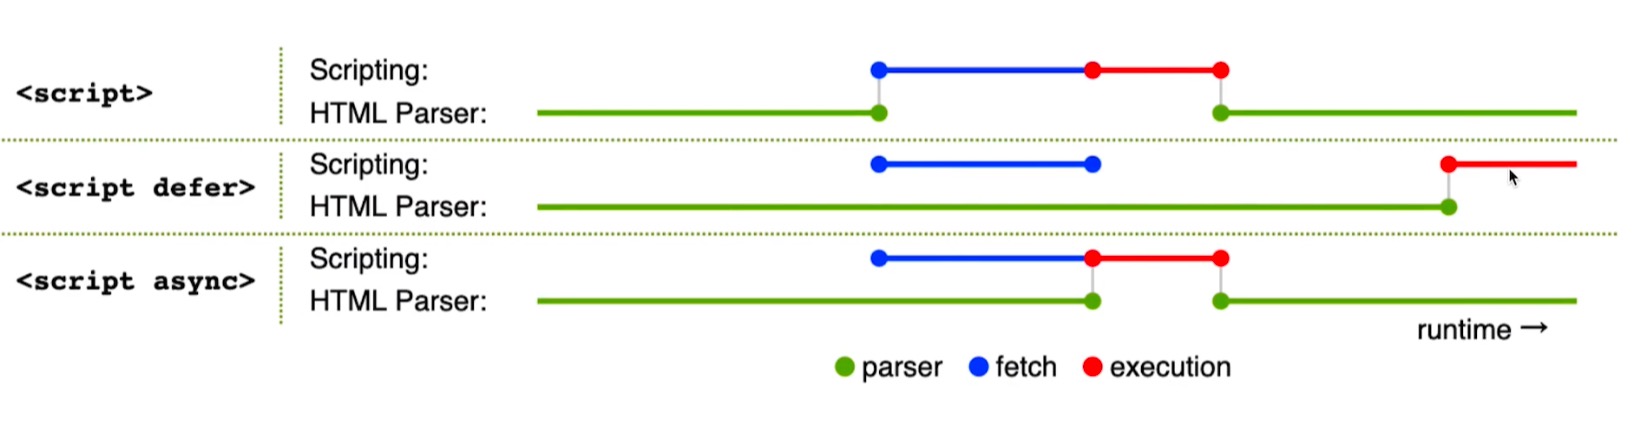 <script>
Scripting:
HTML Parser:
<script defer>
Scripting:
HTML Parser:
<script async>
Scripting:
HTML Parser:
runtime →
parser fetch execution